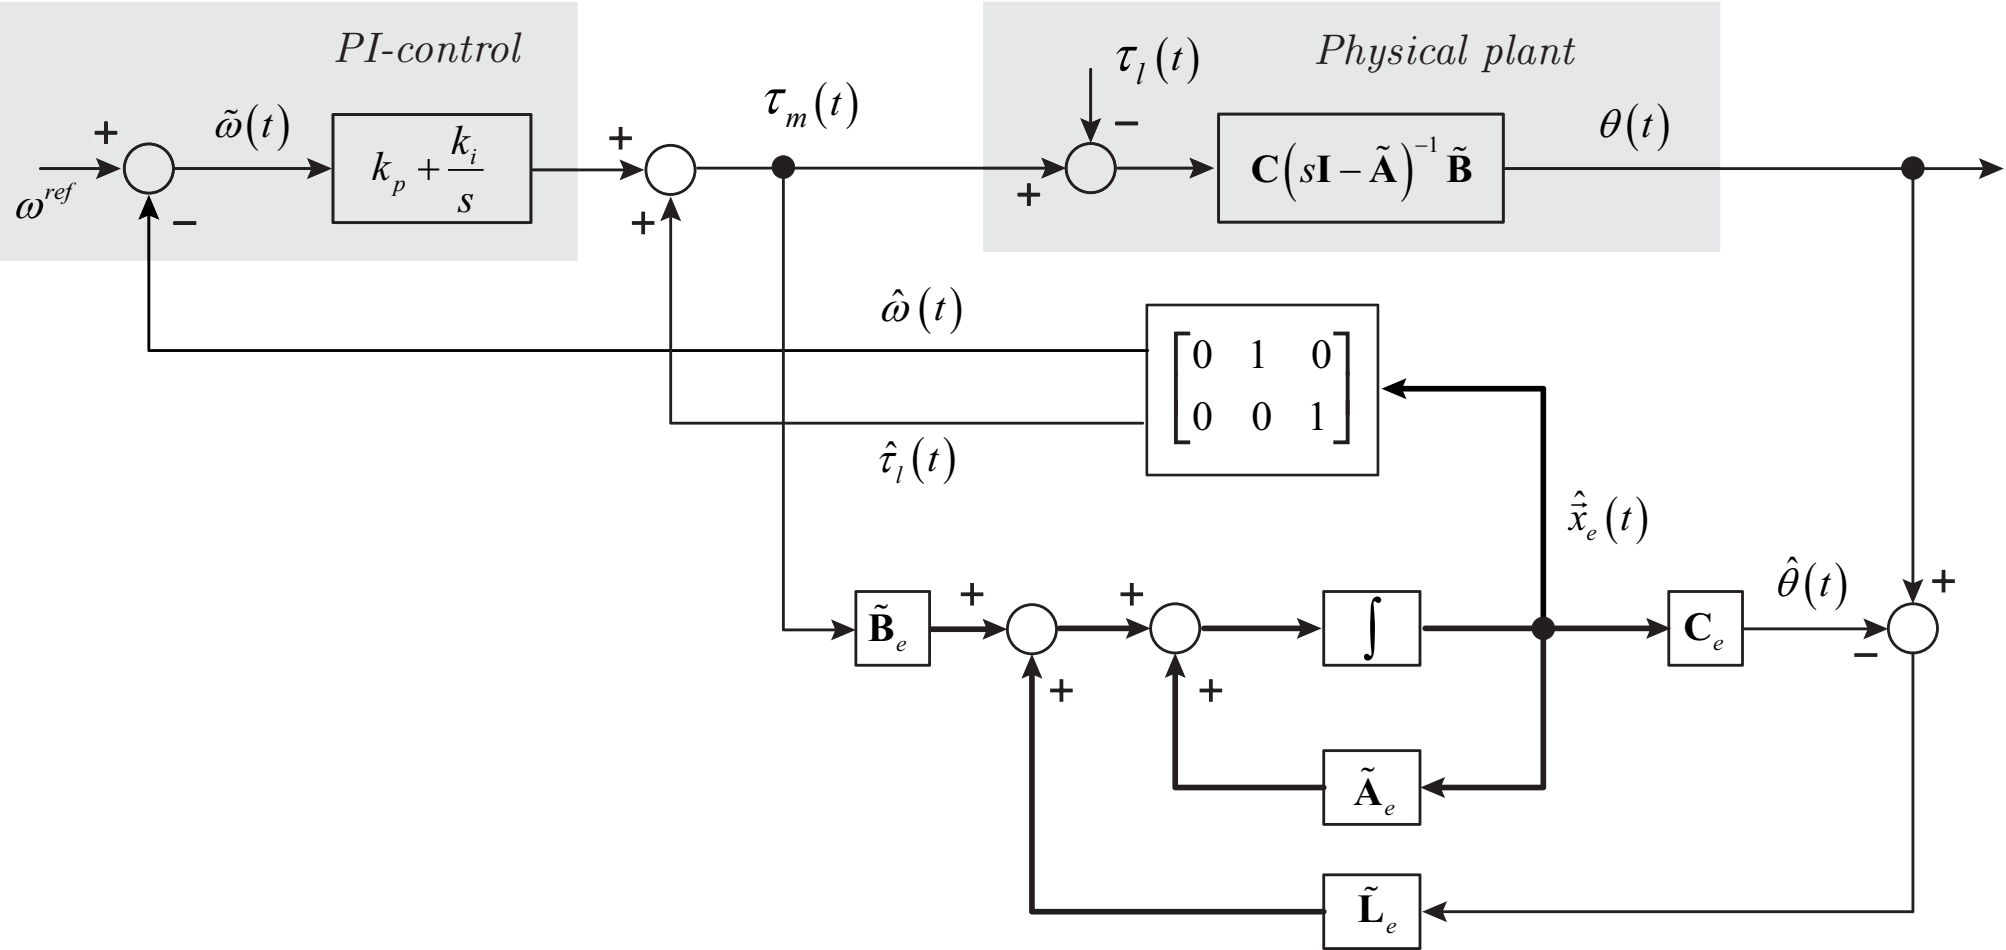 PI-control
Physical plant
τ_l(t)
τ_m(t)
+
ω̃(t)
k_p + k_i/s
+
−
θ(t)
C(sI − Ã)⁻¹ B̃
ω^ref
−
+
+
ω̂(t)
0 1 0
0 0 1
τ̂_l(t)
x̂⃗_e(t)
θ̂(t)
+
+
+
B̃_e
∫
C_e
−
+
+
Ã_e
L̃_e